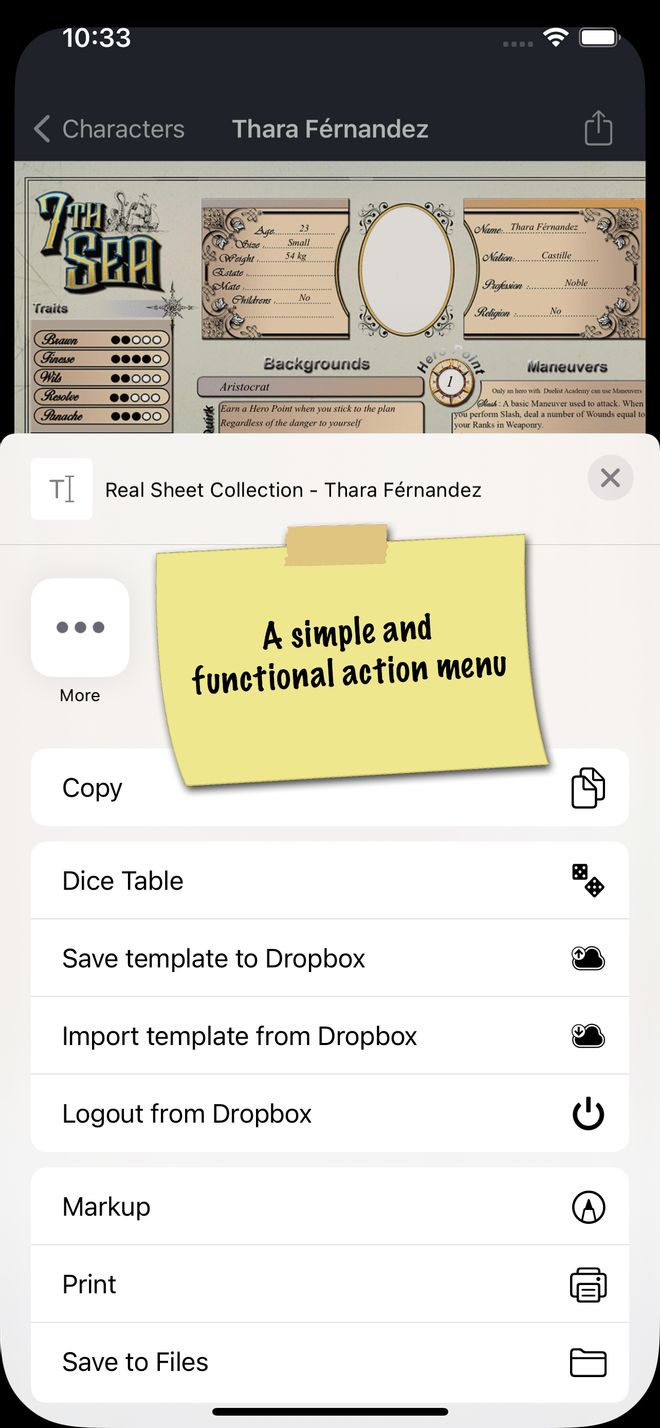 10:33
Characters
Thara Férnandez
7TH
SEA
Traits
Brawn
Finesse
Wits
Resolve
Panache
Age 23
Size Small
Weight 54 kg
Estate
Mate
Childrens No
Name: Thara Férnandez
Nation: Castille
Profession : Noble
Religion : No
Backgrounds
Aristocrat
Quirk
Earn a Hero Point when you stick to the plan
Regardless of the danger to yourself
Hero Point
1
Maneuvers
Only an hero with Duelist Academy can use Maneuvers
Slash : A basic Maneuver used to attack. When
you perform Slash, deal a number of Wounds equal to
your Ranks in Weaponry.
T
Real Sheet Collection - Thara Férnandez
More
A simple and
functional action menu
Copy
Dice Table
Save template to Dropbox
Import template from Dropbox
Logout from Dropbox
Markup
Print
Save to Files